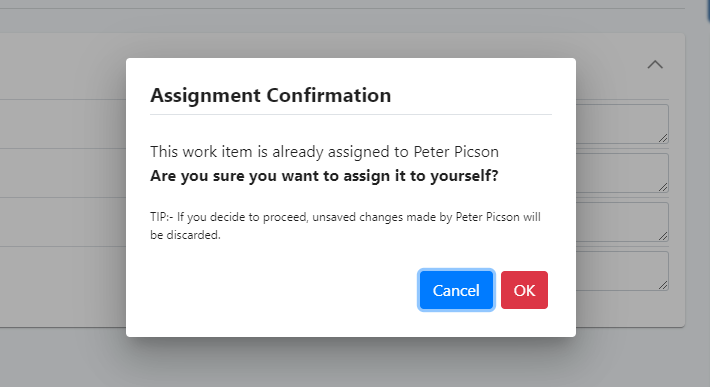 Assignment Confirmation
This work item is already assigned to Peter Picson
Are you sure you want to assign it to yourself?
TIP:- If you decide to proceed, unsaved changes made by Peter Picson will
be discarded.
Cancel OK